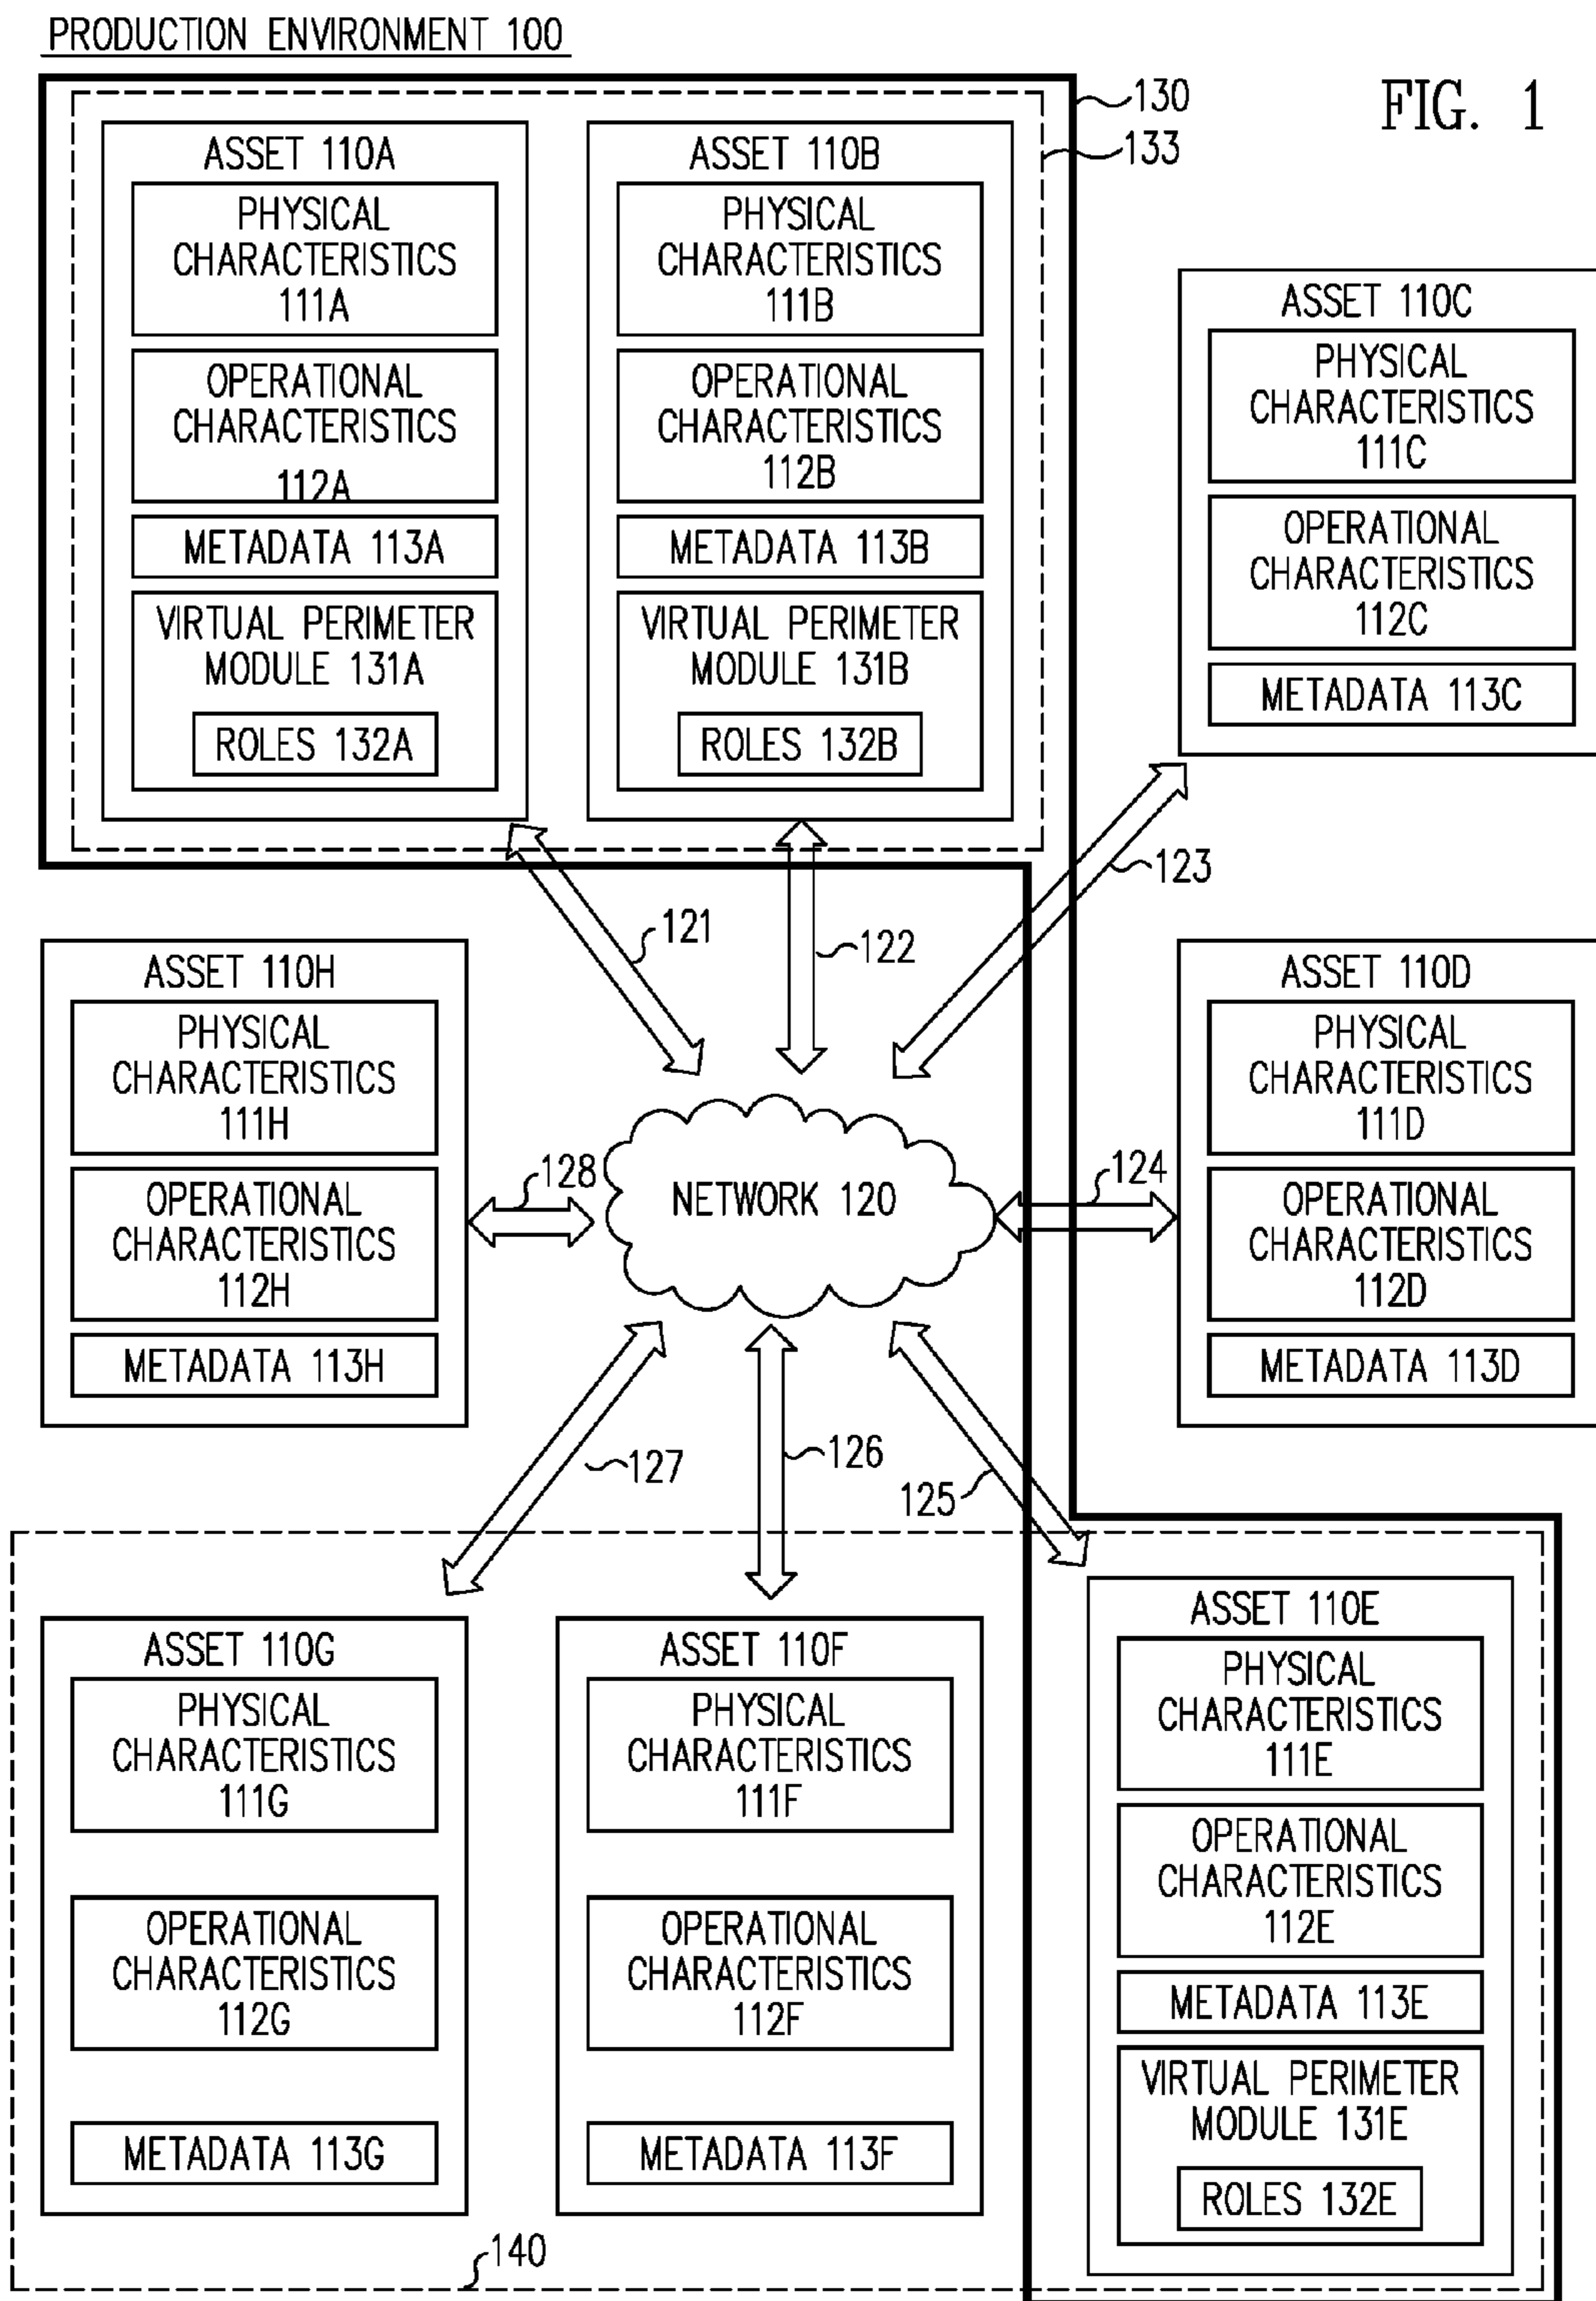 PRODUCTION ENVIRONMENT 100
FIG. 1
130
133
ASSET 110A
PHYSICAL
CHARACTERISTICS
111A
OPERATIONAL
CHARACTERISTICS
112A
METADATA 113A
VIRTUAL PERIMETER
MODULE 131A
ROLES 132A
ASSET 110B
PHYSICAL
CHARACTERISTICS
111B
OPERATIONAL
CHARACTERISTICS
112B
METADATA 113B
VIRTUAL PERIMETER
MODULE 131B
ROLES 132B
ASSET 110C
PHYSICAL
CHARACTERISTICS
111C
OPERATIONAL
CHARACTERISTICS
112C
METADATA 113C
121
122
123
ASSET 110H
PHYSICAL
CHARACTERISTICS
111H
OPERATIONAL
CHARACTERISTICS
112H
METADATA 113H
128
NETWORK 120
124
ASSET 110D
PHYSICAL
CHARACTERISTICS
111D
OPERATIONAL
CHARACTERISTICS
112D
METADATA 113D
127
126
125
ASSET 110G
PHYSICAL
CHARACTERISTICS
111G
OPERATIONAL
CHARACTERISTICS
112G
METADATA 113G
ASSET 110F
PHYSICAL
CHARACTERISTICS
111F
OPERATIONAL
CHARACTERISTICS
112F
METADATA 113F
ASSET 110E
PHYSICAL
CHARACTERISTICS
111E
OPERATIONAL
CHARACTERISTICS
112E
METADATA 113E
VIRTUAL PERIMETER
MODULE 131E
ROLES 132E
140